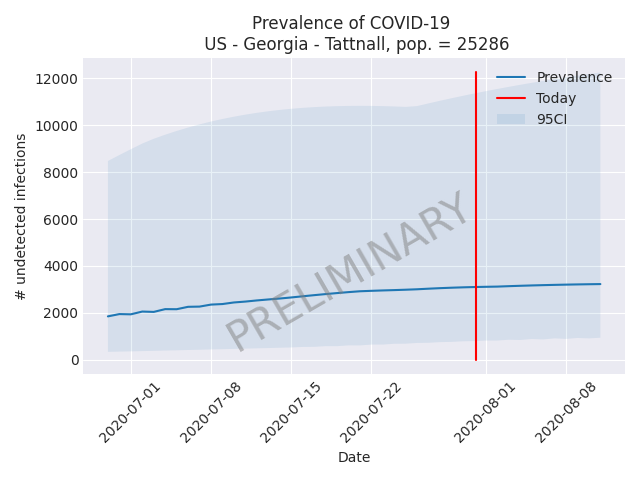 Prevalence of COVID-19
US - Georgia - Tattnall, pop. = 25286
12000
10000
8000
6000
4000
2000
0
# undetected infections
Prevalence
Today
95CI
PRELIMINARY
2020-07-01
2020-07-08
2020-07-15
2020-07-22
2020-08-01
2020-08-08
Date